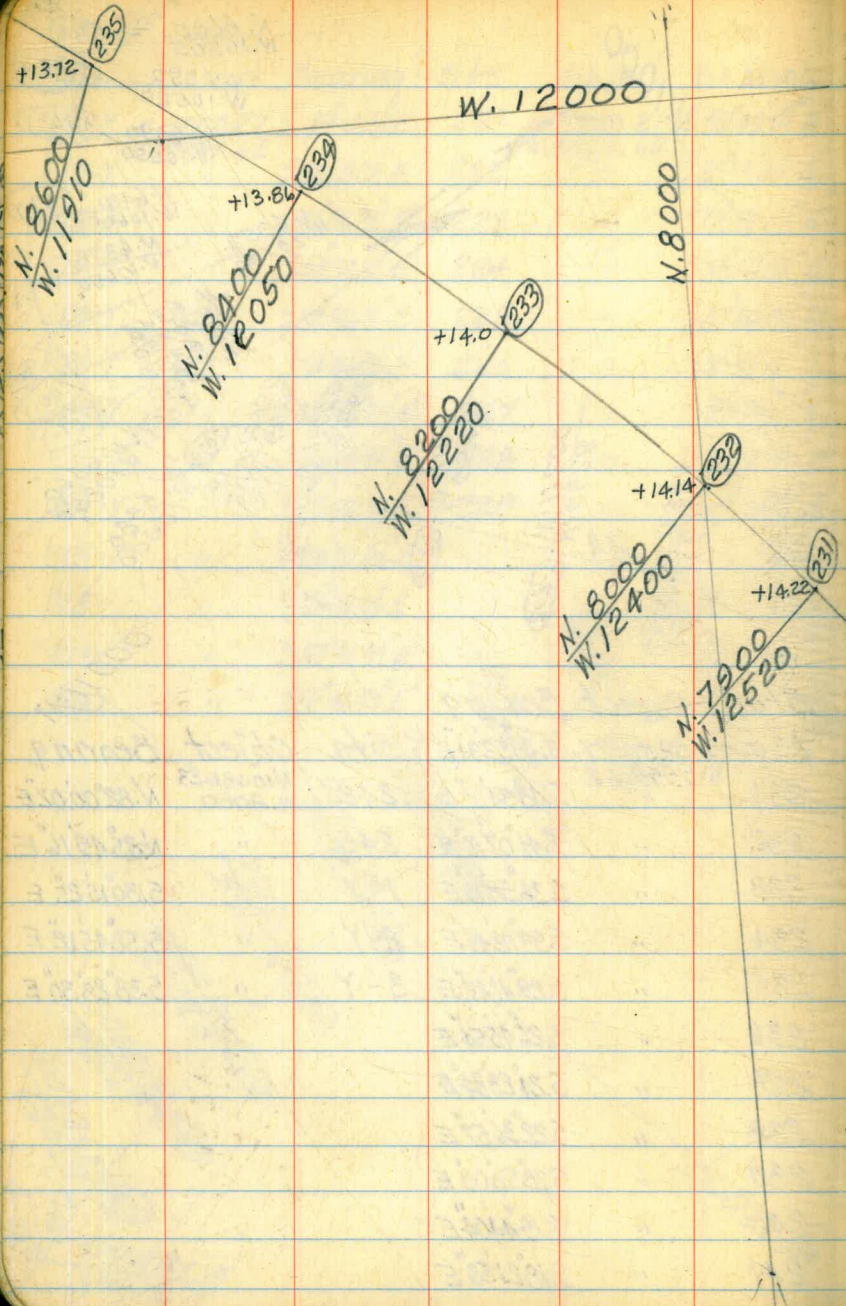 235
+13.72
W. 12000
N. 8600
W. 11910
234
+13.86
N. 8000
N. 8400
W. 12050
233
+14.0
N. 8200
W. 12220
232
+14.14
N. 8000
W. 12400
231
+14.22
N. 7900
W. 12520